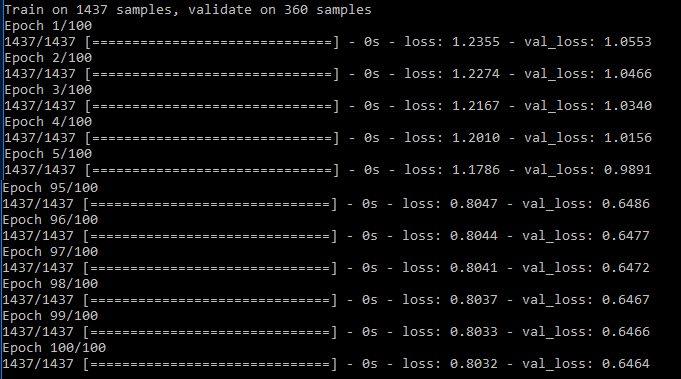 Train on 1437 samples, validate on 360 samples
Epoch 1/100
1437/1437 [==============================] - 0s - loss: 1.2355 - val_loss: 1.0553
Epoch 2/100
1437/1437 [==============================] - 0s - loss: 1.2274 - val_loss: 1.0466
Epoch 3/100
1437/1437 [==============================] - 0s - loss: 1.2167 - val_loss: 1.0340
Epoch 4/100
1437/1437 [==============================] - 0s - loss: 1.2010 - val_loss: 1.0156
Epoch 5/100
1437/1437 [==============================] - 0s - loss: 1.1786 - val_loss: 0.9891
Epoch 95/100
1437/1437 [==============================] - 0s - loss: 0.8047 - val_loss: 0.6486
Epoch 96/100
1437/1437 [==============================] - 0s - loss: 0.8044 - val_loss: 0.6477
Epoch 97/100
1437/1437 [==============================] - 0s - loss: 0.8041 - val_loss: 0.6472
Epoch 98/100
1437/1437 [==============================] - 0s - loss: 0.8037 - val_loss: 0.6467
Epoch 99/100
1437/1437 [==============================] - 0s - loss: 0.8033 - val_loss: 0.6466
Epoch 100/100
1437/1437 [==============================] - 0s - loss: 0.8032 - val_loss: 0.6464